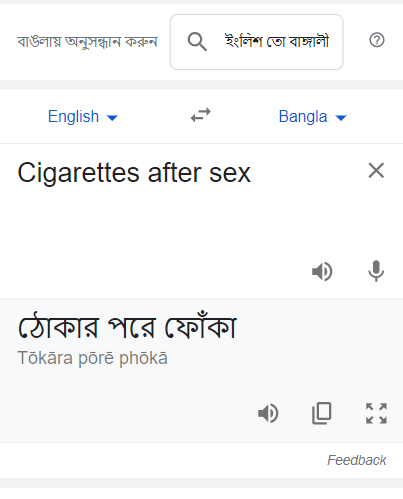 বাঙলায় অনুসন্ধান করুন
ইংলিশ তো বাঙ্গালী
English
Bangla
Cigarettes after sex
ঠোকার পরে ফোঁকা
Tōkāra pōrē phōkā
Feedback